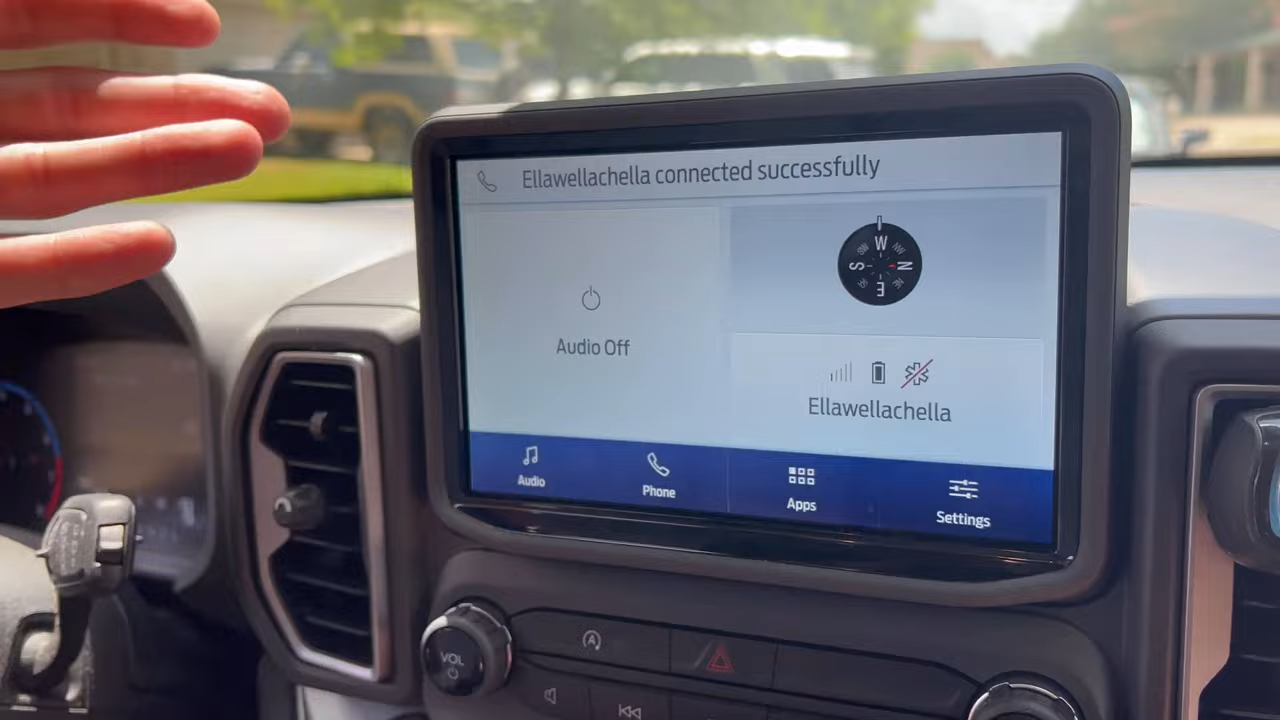 Ellawellachella connected successfully
W
S
N
E
Audio Off
Ellawellachella
Audio
Phone
Apps
Settings
VOL
A